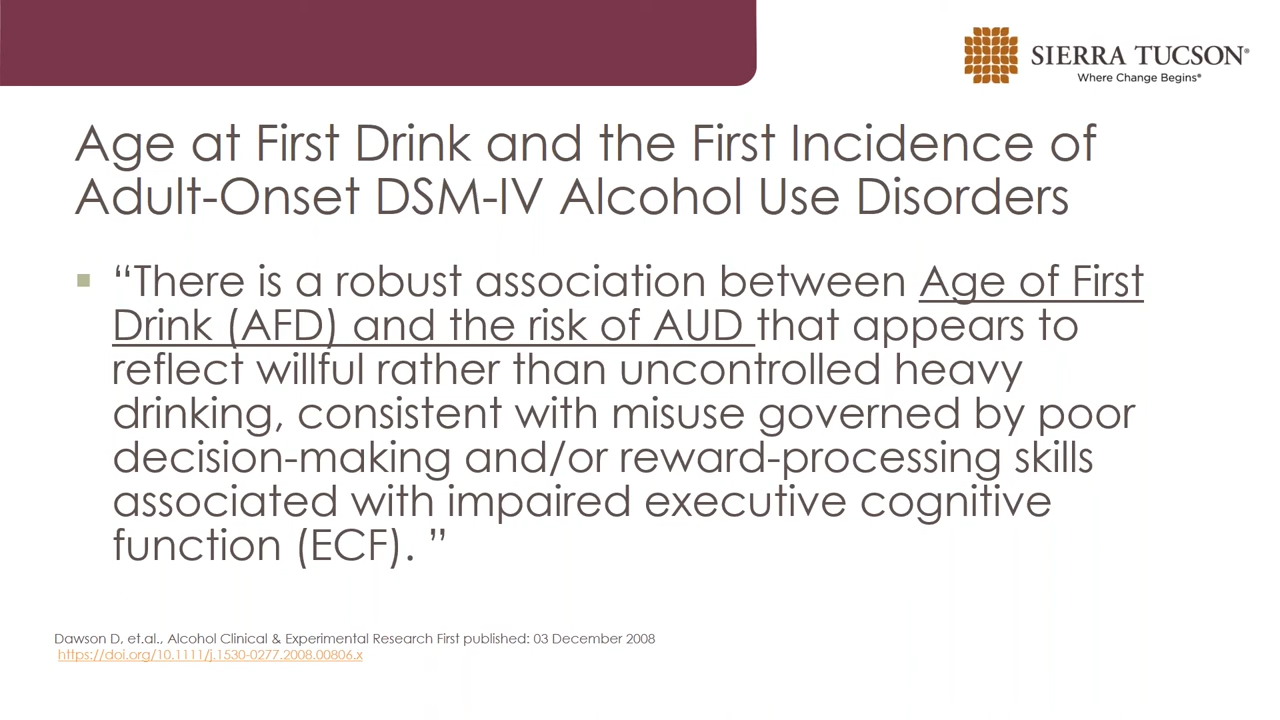 SIERRA TUCSON®
Where Change Begins®
Age at First Drink and the First Incidence of
Adult-Onset DSM-IV Alcohol Use Disorders
“There is a robust association between Age of First
Drink (AFD) and the risk of AUD that appears to
reflect willful rather than uncontrolled heavy
drinking, consistent with misuse governed by poor
decision-making and/or reward-processing skills
associated with impaired executive cognitive
function (ECF). ”
Dawson D, et.al., Alcohol Clinical & Experimental Research First published: 03 December 2008
https://doi.org/10.1111/j.1530-0277.2008.00806.x